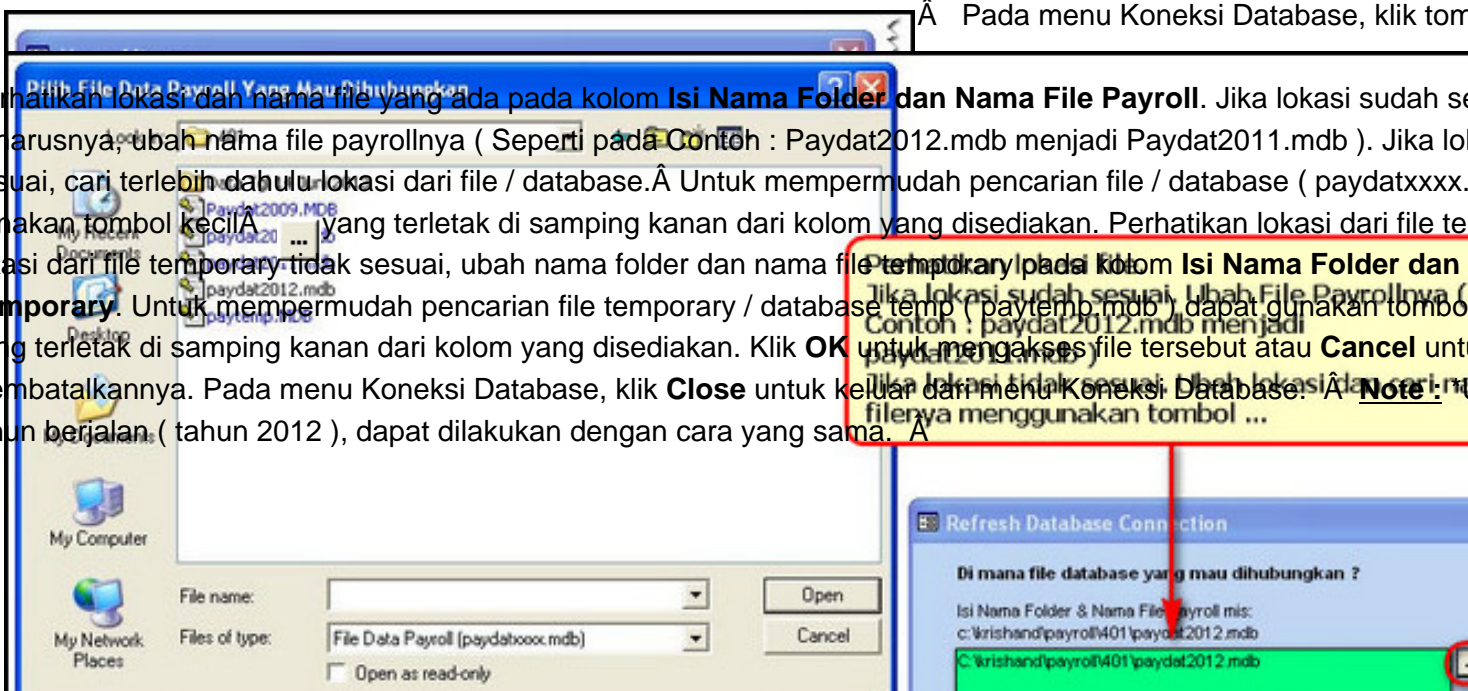 Â Pada menu Koneksi Database, klik tom
Pilih File Data Payroll Yang Mau Dihubungkan
rhatikan lokasi dan nama file yang ada pada kolom Isi Nama Folder dan Nama File Payroll. Jika lokasi sudah se
arusnya, ubah nama file payrollnya ( Seperti pada Contoh : Paydat2012.mdb menjadi Paydat2011.mdb ). Jika lo
suai, cari terlebih dahulu lokasi dari file / database.Â Untuk mempermudah pencarian file / database ( paydatxxxx.
nakan tombol kecilÂ ... yang terletak di samping kanan dari kolom yang disediakan. Perhatikan lokasi dari file te
asi dari file temporary tidak sesuai, ubah nama folder dan nama file temporary pada kolom Isi Nama Folder dan
mporary. Untuk mempermudah pencarian file temporary / database temp ( paytemp.mdb ) dapat gunakan tombo
g terletak di samping kanan dari kolom yang disediakan. Klik OK untuk mengakses file tersebut atau Cancel untu
embatalkannya. Pada menu Koneksi Database, klik Close untuk keluar dari menu Koneksi Database. Â Note : *U
un berjalan ( tahun 2012 ), dapat dilakukan dengan cara yang sama. Â
401
Paydat2009.MDB
paydat2012.mdb
paytemp.MDB
My Recent
Documents
Desktop
My Documents
My Computer
My Network
Places
File name:
Open
Files of type:
File Data Payroll (paydatxxxx.mdb)
Cancel
Open as read-only
Jika lokasi sudah sesuai, Ubah File Payrollnya (
Contoh : paydat2012.mdb menjadi
paydat2011.mdb )
Jika lokasi tidak sesuai, Ubah lokasi dan cari
filenya menggunakan tombol ...
Refresh Database Connection
Di mana file database yang mau dihubungkan ?
Isi Nama Folder & Nama File Payroll mis:
c:\krishand\payroll\401\paydat2012.mdb
C:\krishand\payroll\401\paydat2012.mdb